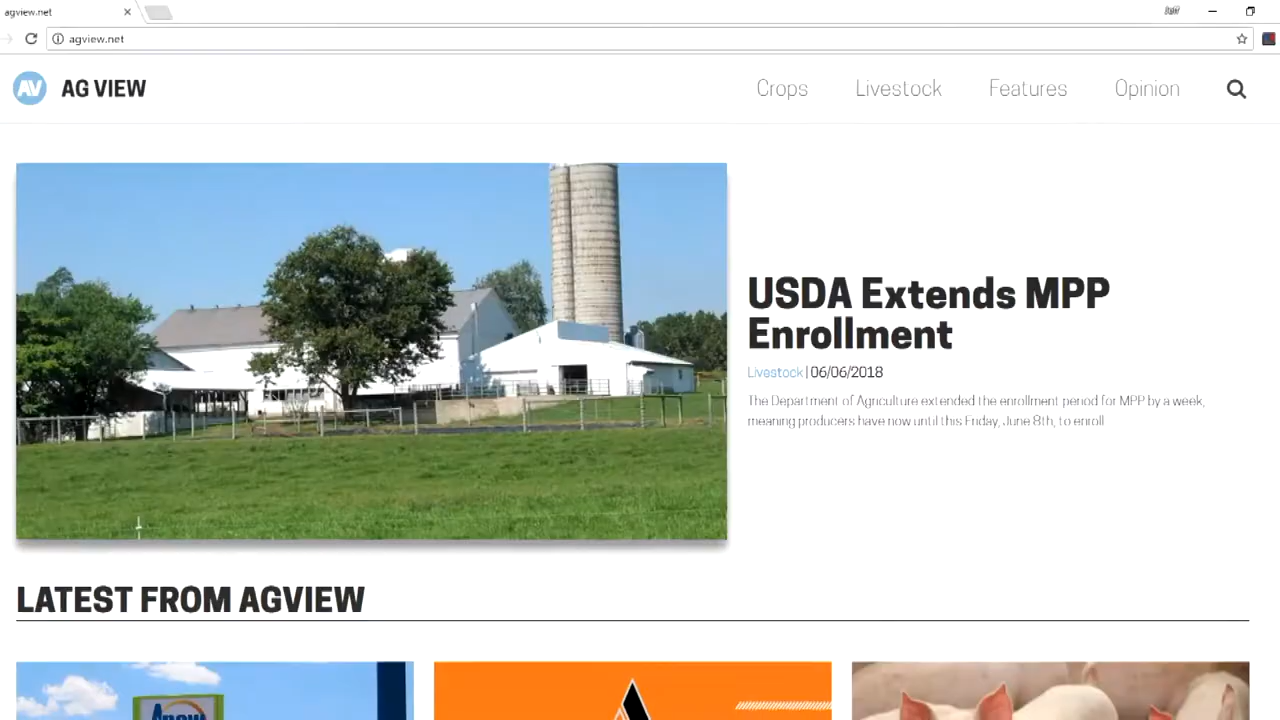 agview.net
agview.net
AV AG VIEW
Crops Livestock Features Opinion
USDA Extends MPP
Enrollment
Livestock | 06/06/2018
The Department of Agriculture extended the enrollment period for MPP by a week,
meaning producers have now until this Friday, June 8th, to enroll
LATEST FROM AGVIEW